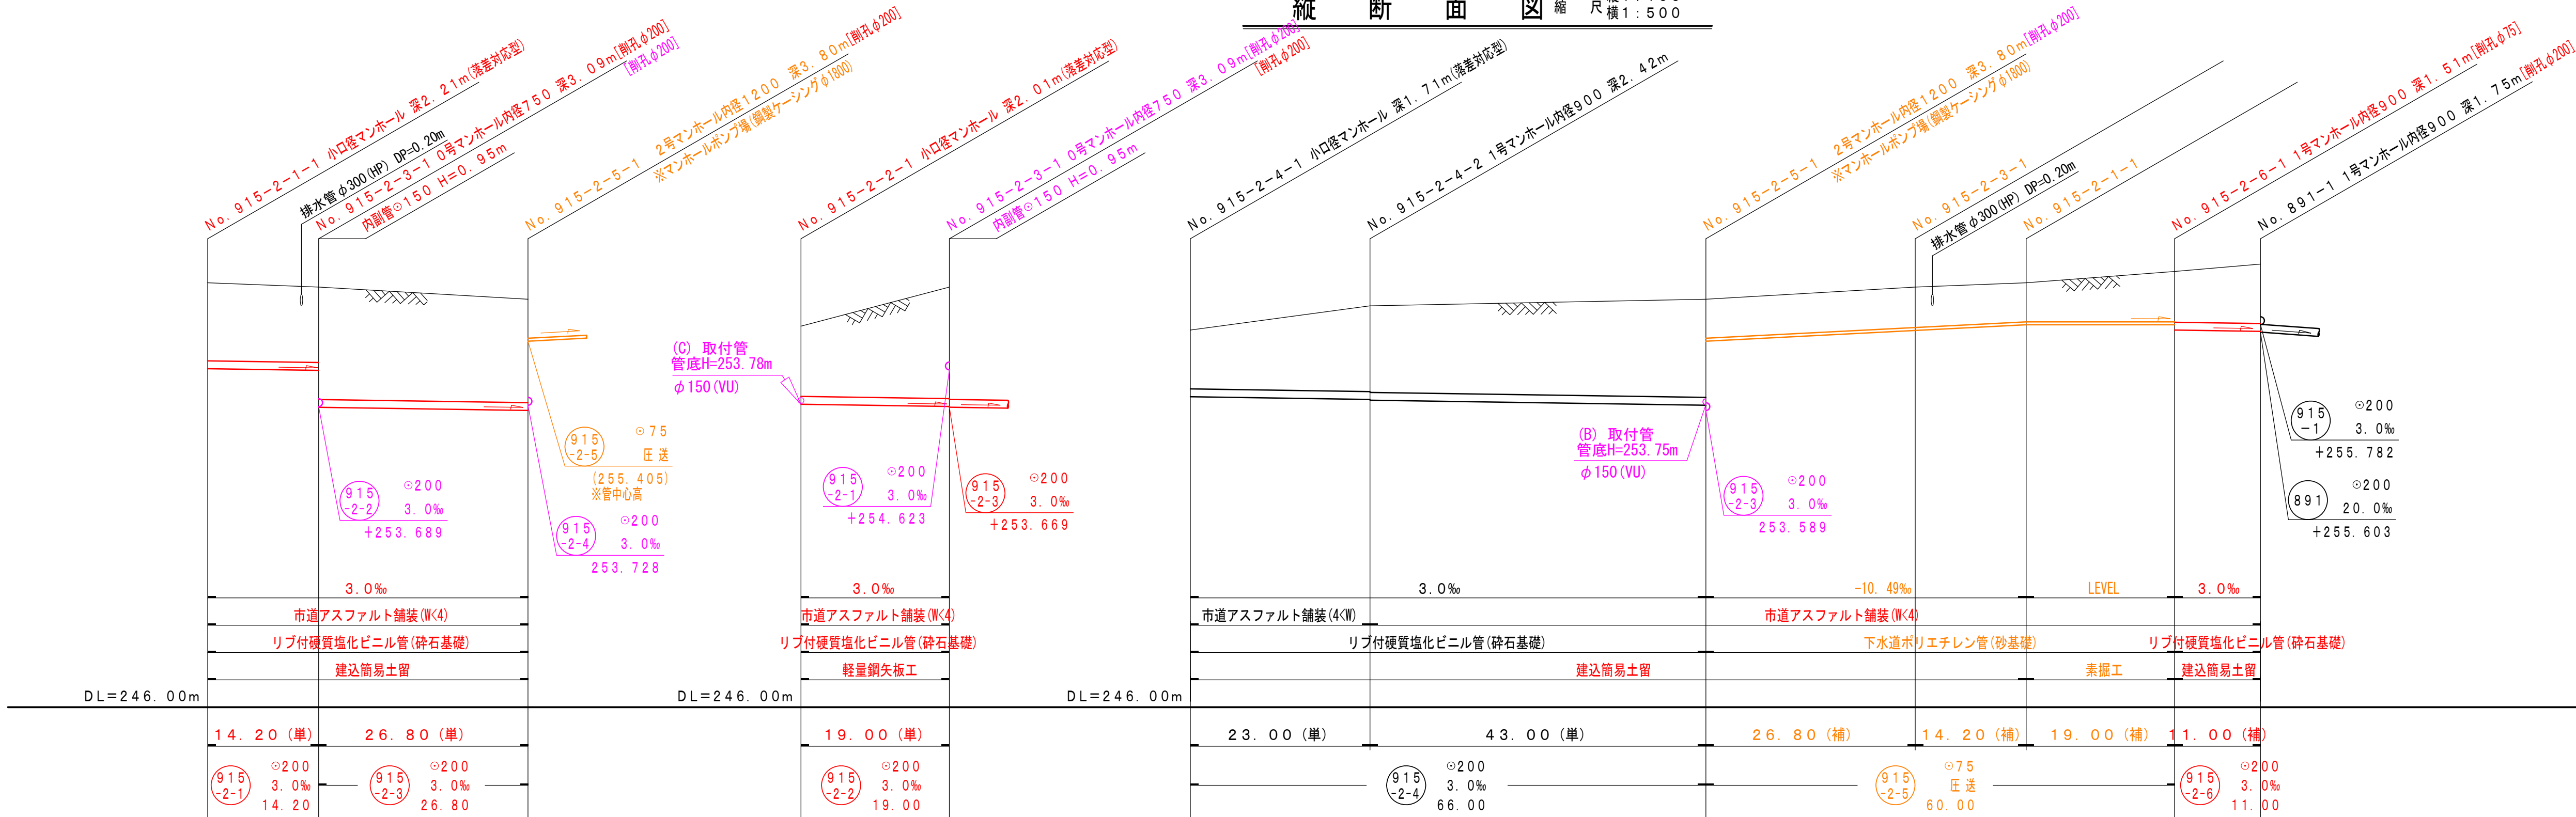 縦断面図 縮尺
横1:500
No.915-2-1-1 小口径マンホール 深2.21m(落差対応型)
排水管φ300(HP) DP=0.20m
No.915-2-3-1 0号マンホール内径750 深3.09m[削孔φ200]
[削孔φ200]
内副管⊙150 H=0.95m
No.915-2-5-1 2号マンホール内径1200 深3.80m[削孔φ200]
※マンホールポンプ場(鋼製ケーシングφ1800)
No.915-2-2-1 小口径マンホール 深2.01m(落差対応型)
No.915-2-3-1 0号マンホール内径750 深3.09m[削孔φ200]
[削孔φ200]
内副管⊙150 H=0.95m
No.915-2-4-1 小口径マンホール 深1.71m(落差対応型)
No.915-2-4-2 1号マンホール内径900 深2.42m
No.915-2-5-1 2号マンホール内径1200 深3.80m[削孔φ200]
※マンホールポンプ場(鋼製ケーシングφ1800)
No.915-2-3-1
排水管φ300(HP) DP=0.20m
No.915-2-1-1
No.915-2-6-1 1号マンホール内径900 深1.51m[削孔φ75]
No.891-1 1号マンホール内径900 深1.75m[削孔φ200]
(C) 取付管
管底H=253.78m
φ150(VU)
(B) 取付管
管底H=253.75m
φ150(VU)
915
-2-2
⊙200
3.0‰
+253.689
915
-2-5
⊙75
圧送
(255.405)
※管中心高
915
-2-4
⊙200
3.0‰
253.728
915
-2-1
⊙200
3.0‰
+254.623
915
-2-3
⊙200
3.0‰
+253.669
915
-2-3
⊙200
3.0‰
253.589
915
-1
⊙200
3.0‰
+255.782
891
⊙200
20.0‰
+255.603
3.0‰
市道アスファルト舗装(W<4)
リブ付硬質塩化ビニル管(砕石基礎)
建込簡易土留
3.0‰
市道アスファルト舗装(W<4)
リブ付硬質塩化ビニル管(砕石基礎)
軽量鋼矢板工
3.0‰ -10.49‰ LEVEL 3.0‰
市道アスファルト舗装(4<W) 市道アスファルト舗装(W<4)
リブ付硬質塩化ビニル管(砕石基礎) 下水道ポリエチレン管(砂基礎) リブ付硬質塩化ビニル管(砕石基礎)
建込簡易土留 素掘工 建込簡易土留
DL=246.00m DL=246.00m DL=246.00m
14.20(単) 26.80(単) 19.00(単) 23.00(単) 43.00(単) 26.80(補) 14.20(補) 19.00(補) 11.00(補)
915
-2-1
⊙200
3.0‰
14.20
915
-2-3
⊙200
3.0‰
26.80
915
-2-2
⊙200
3.0‰
19.00
915
-2-4
⊙200
3.0‰
66.00
915
-2-5
⊙75
圧送
60.00
915
-2-6
⊙200
3.0‰
11.00